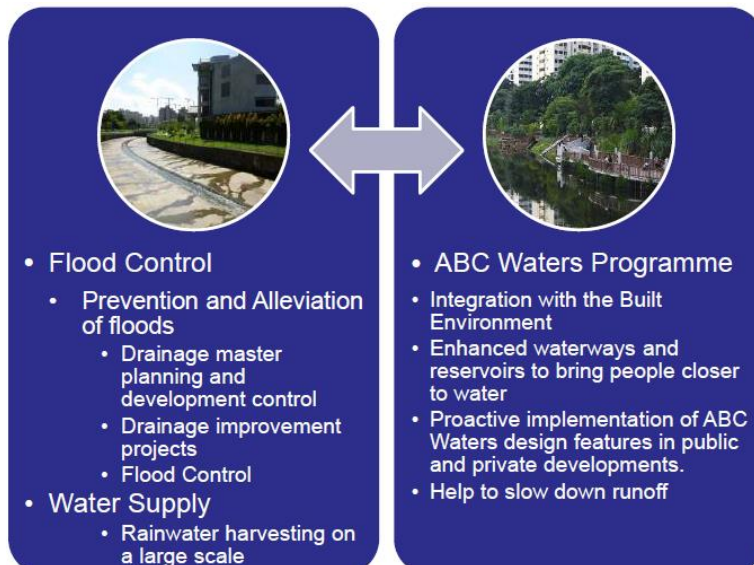 • Flood Control
• Prevention and Alleviation
of floods
• Drainage master
planning and
development control
• Drainage improvement
projects
• Flood Control
• Water Supply
• Rainwater harvesting on
a large scale
• ABC Waters Programme
• Integration with the Built
Environment
• Enhanced waterways and
reservoirs to bring people closer
to water
• Proactive implementation of ABC
Waters design features in public
and private developments.
• Help to slow down runoff